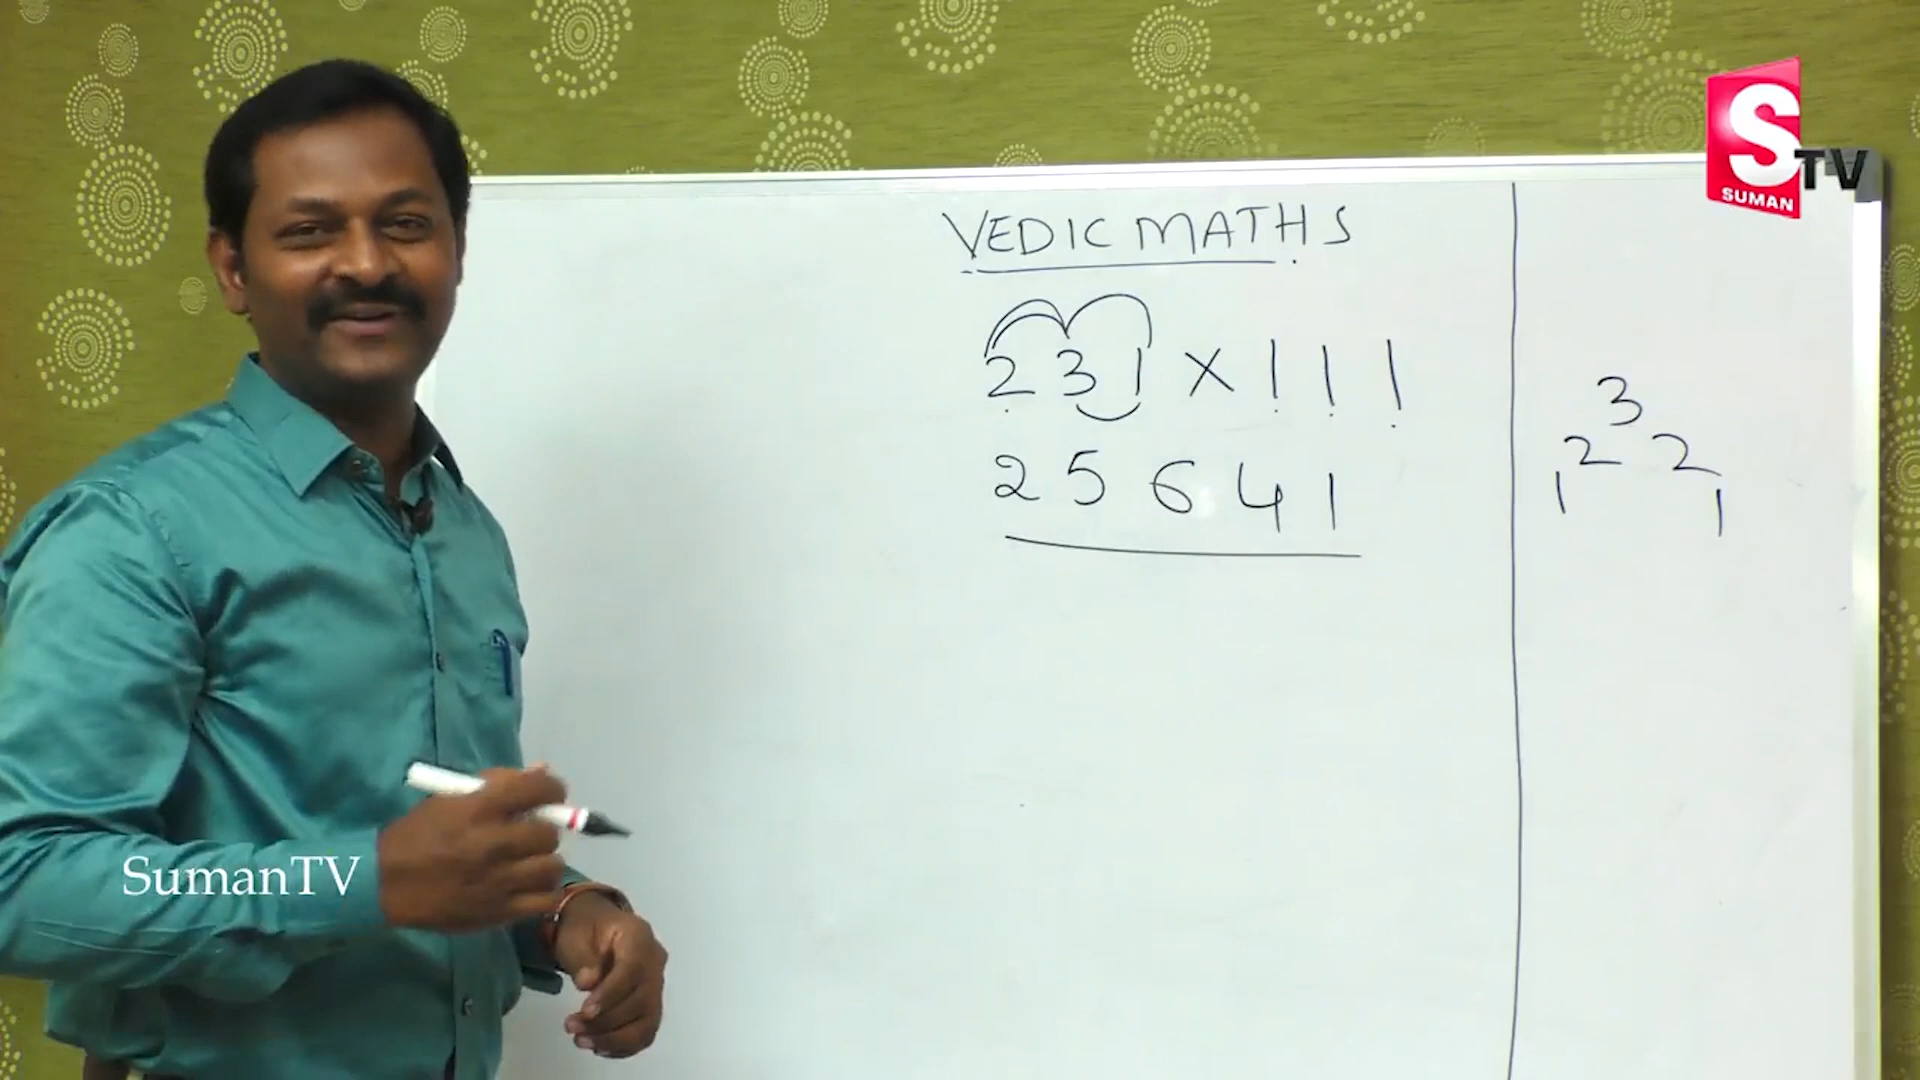 S
SUMAN
TV
VEDIC MATHS
231 × 111
25641
3
2 2
1 1
SumanTV